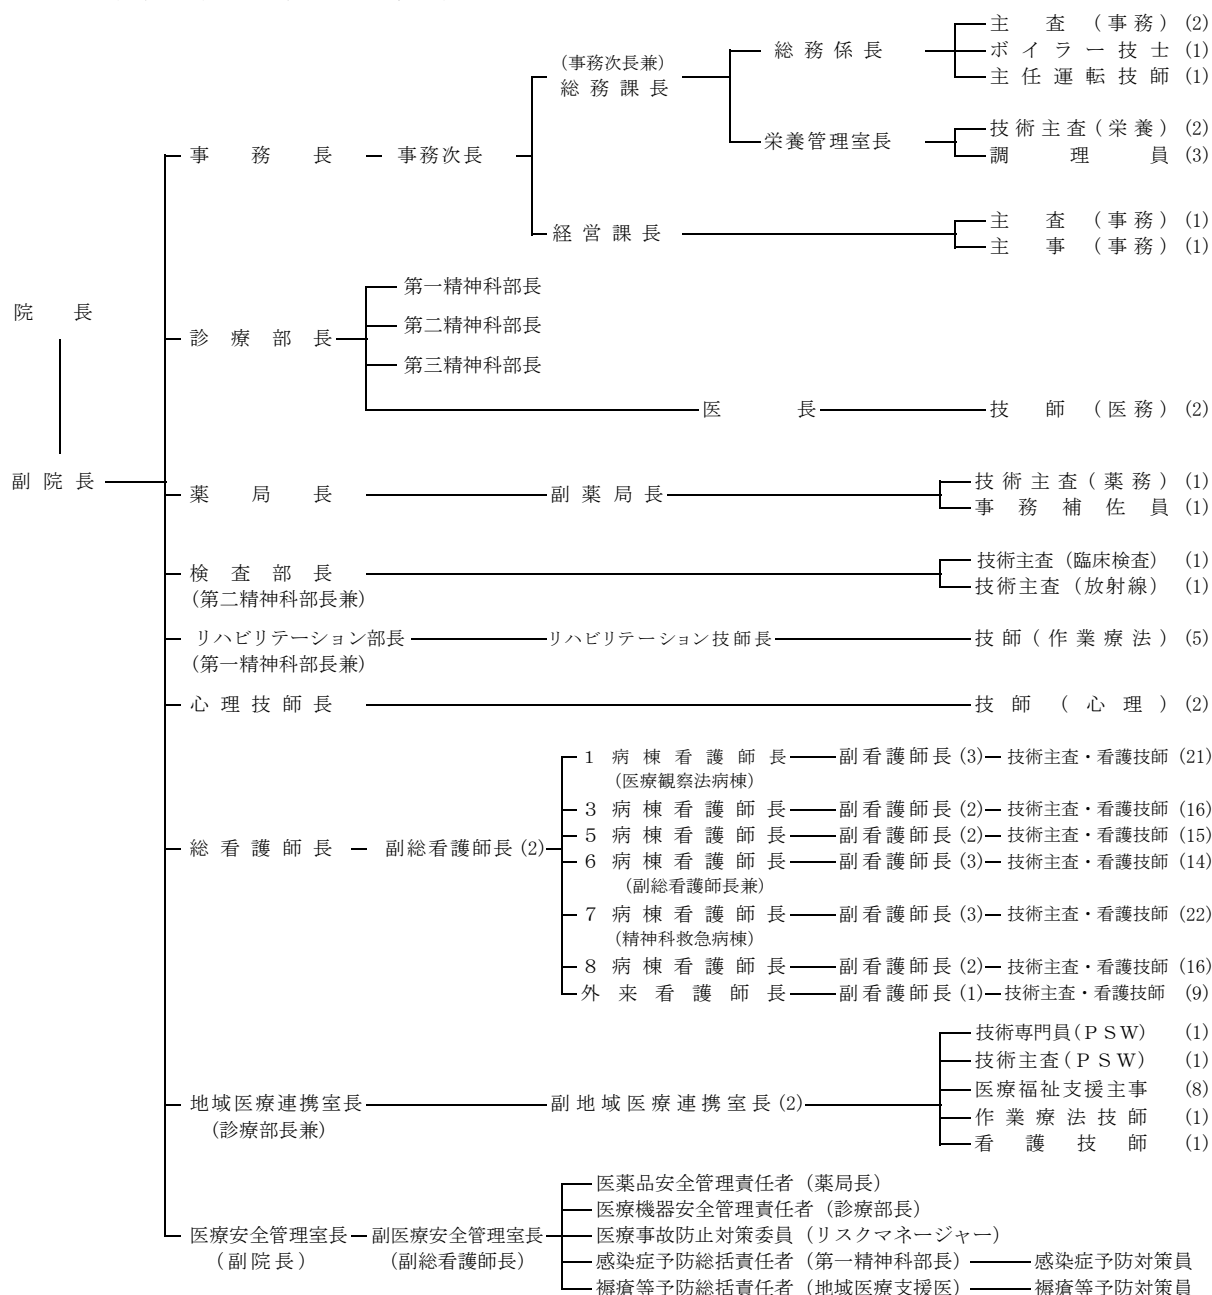 主査（事務）(2)
総務係長 ボイラー技士 (1)
(事務次長兼)
総務課長 主任運転技師 (1)
技術主査(栄養) (2)
栄養管理室長
事務長 事務次長 調理員 (3)
主査（事務）(1)
経営課長
主事（事務）(1)
第一精神科部長
院長
第二精神科部長
診療部長
第三精神科部長
医長 技師（医務）(2)
副院長
技術主査(薬務) (1)
薬局長 副薬局長
事務補佐員 (1)
技術主査（臨床検査）(1)
検査部長
技術主査（放射線）(1)
(第二精神科部長兼)
リハビリテーション部長 リハビリテーション技師長 技師(作業療法) (5)
(第一精神科部長兼)
心理技師長 技師（心理）(2)
1 病棟看護師長 副看護師長 (3) 技術主査・看護技師 (21)
(医療観察法病棟)
3 病棟看護師長 副看護師長 (2) 技術主査・看護技師 (16)
5 病棟看護師長 副看護師長 (2) 技術主査・看護技師 (15)
総看護師長 副総看護師長 (2)
6 病棟看護師長 副看護師長 (3) 技術主査・看護技師 (14)
(副総看護師長兼)
7 病棟看護師長 副看護師長 (3) 技術主査・看護技師 (22)
(精神科救急病棟)
8 病棟看護師長 副看護師長 (2) 技術主査・看護技師 (16)
外来看護師長 副看護師長 (1) 技術主査・看護技師 (9)
技術専門員(ＰＳＷ) (1)
技術主査(ＰＳＷ) (1)
医療福祉支援主事 (8)
地域医療連携室長 副地域医療連携室長 (2)
作業療法技師 (1)
(診療部長兼)
看護技師 (1)
医薬品安全管理責任者（薬局長）
医療機器安全管理責任者（診療部長）
医療安全管理室長 副医療安全管理室長 医療事故防止対策委員（リスクマネージャー）
(副院長) (副総看護師長) 感染症予防総括責任者（第一精神科部長） 感染症予防対策員
褥瘡等予防総括責任者（地域医療支援医） 褥瘡等予防対策員